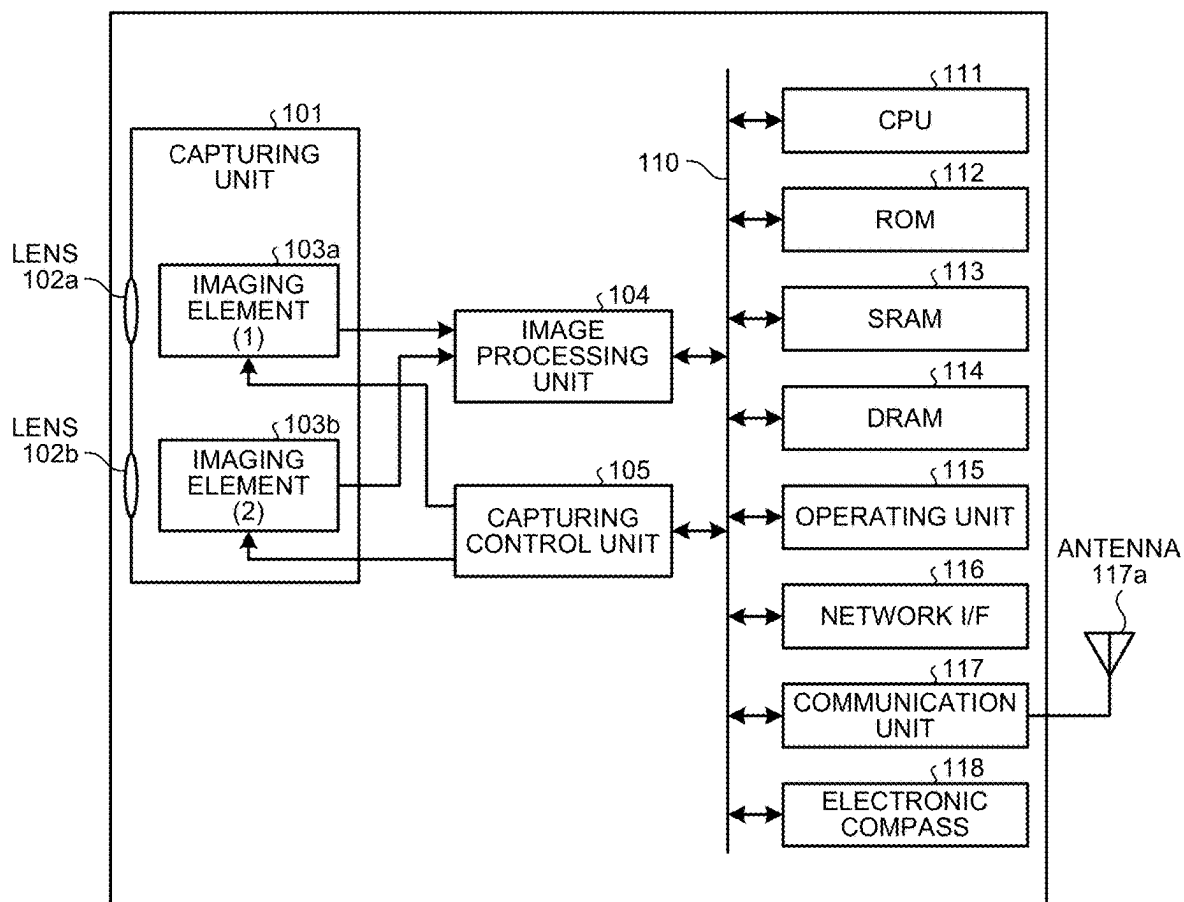 101
CAPTURING
UNIT
LENS
102a
103a
IMAGING
ELEMENT
(1)
LENS
102b
103b
IMAGING
ELEMENT
(2)
104
IMAGE
PROCESSING
UNIT
105
CAPTURING
CONTROL UNIT
110
111
CPU
112
ROM
113
SRAM
114
DRAM
115
OPERATING UNIT
116
NETWORK I/F
117
COMMUNICATION
UNIT
ANTENNA
117a
118
ELECTRONIC
COMPASS